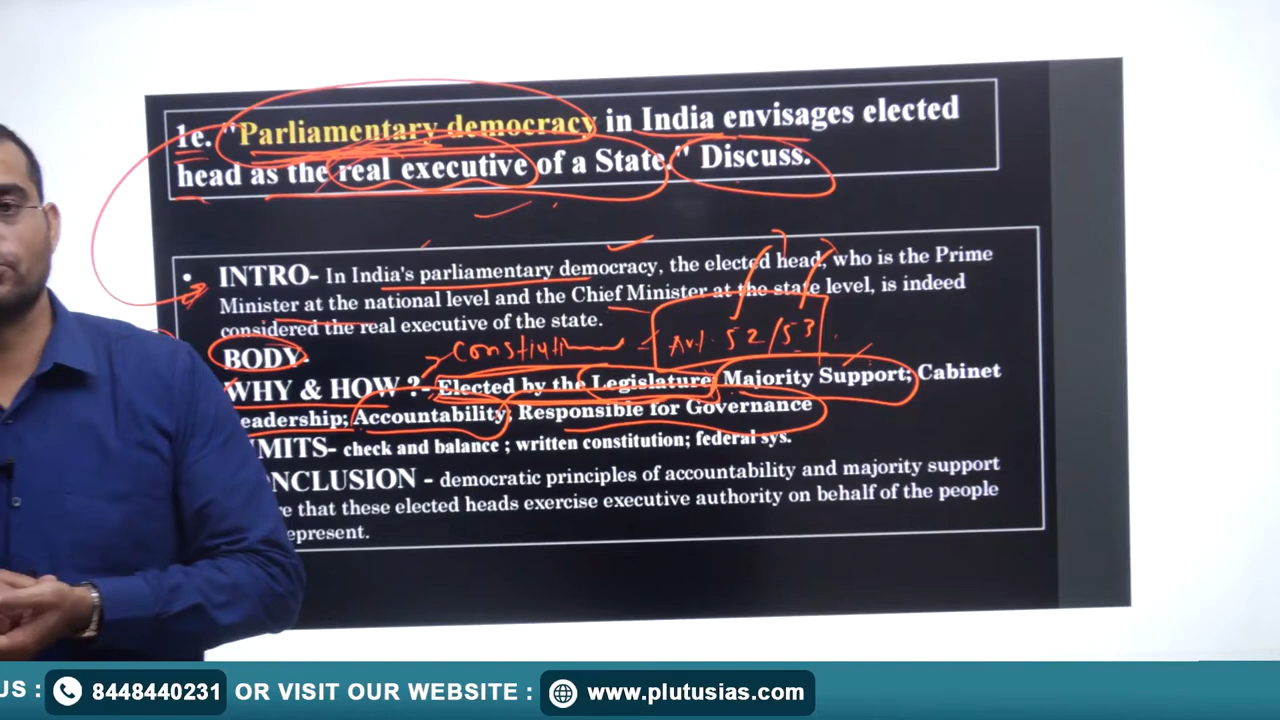 1e. "Parliamentary democracy in India envisages elected
head as the real executive of a State." Discuss.
• INTRO- In India's parliamentary democracy, the elected head, who is the Prime
Minister at the national level and the Chief Minister at the state level, is indeed
considered the real executive of the state.
Art. 52/53
BODY.
WHY & HOW ?- Elected by the Legislature; Majority Support; Cabinet
eadership; Accountability; Responsible for Governance
MITS- check and balance ; written constitution; federal sys.
NCLUSION - democratic principles of accountability and majority support
re that these elected heads exercise executive authority on behalf of the people
epresent.
US : 8448440231 OR VISIT OUR WEBSITE : www.plutusias.com